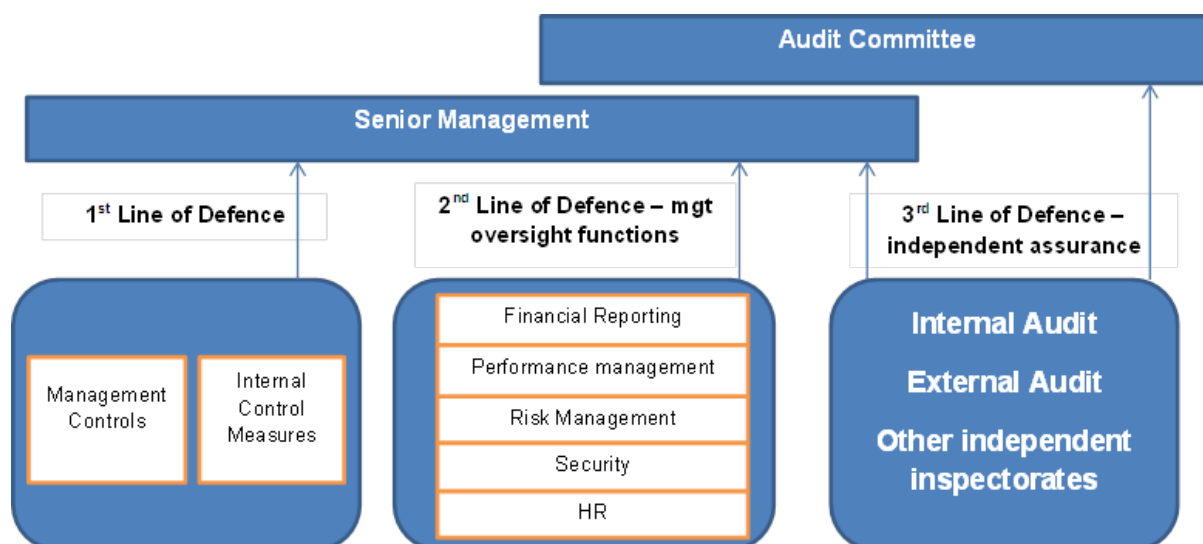 Audit Committee
Senior Management
1st Line of Defence
2nd Line of Defence – mgt
oversight functions
3rd Line of Defence –
independent assurance
Management
Controls
Internal
Control
Measures
Financial Reporting
Performance management
Risk Management
Security
HR
Internal Audit
External Audit
Other independent
inspectorates